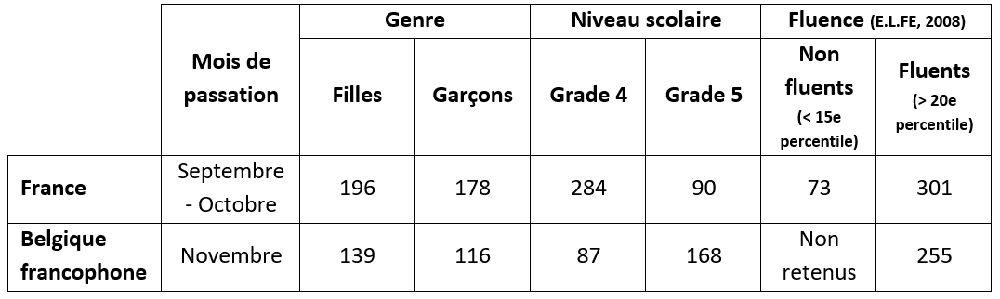 Genre Niveau scolaire Fluence (E.L.FE, 2008)
Mois de
passation
Filles Garçons Grade 4 Grade 5
Non
fluents
(< 15e
percentile)
Fluents
(> 20e
percentile)
France
Septembre
- Octobre
196 178 284 90 73 301
Belgique
francophone
Novembre 139 116 87 168
Non
retenus
255